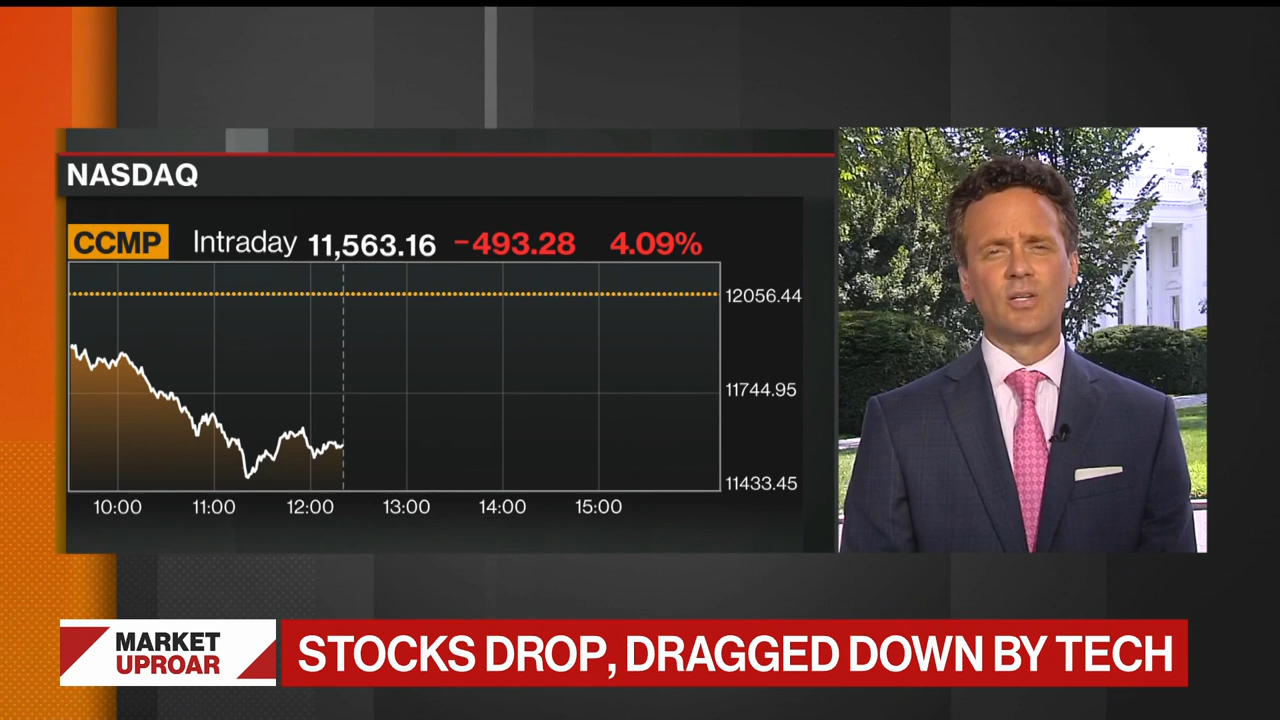 NASDAQ
CCMP Intraday 11,563.16 -493.28 4.09%
12056.44
11744.95
11433.45
10:00 11:00 12:00 13:00 14:00 15:00
MARKET
UPROAR
STOCKS DROP, DRAGGED DOWN BY TECH